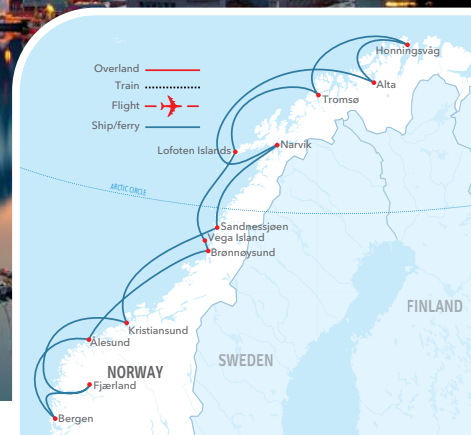 Honningsvåg
Overland
Train
Flight
Ship/ferry
Alta
Tromsø
Lofoten Islands
Narvik
ARCTIC CIRCLE
Sandnessjøen
Vega Island
Brønnøysund
FINLAND
Kristiansund
Ålesund
SWEDEN
NORWAY
Fjærland
Bergen